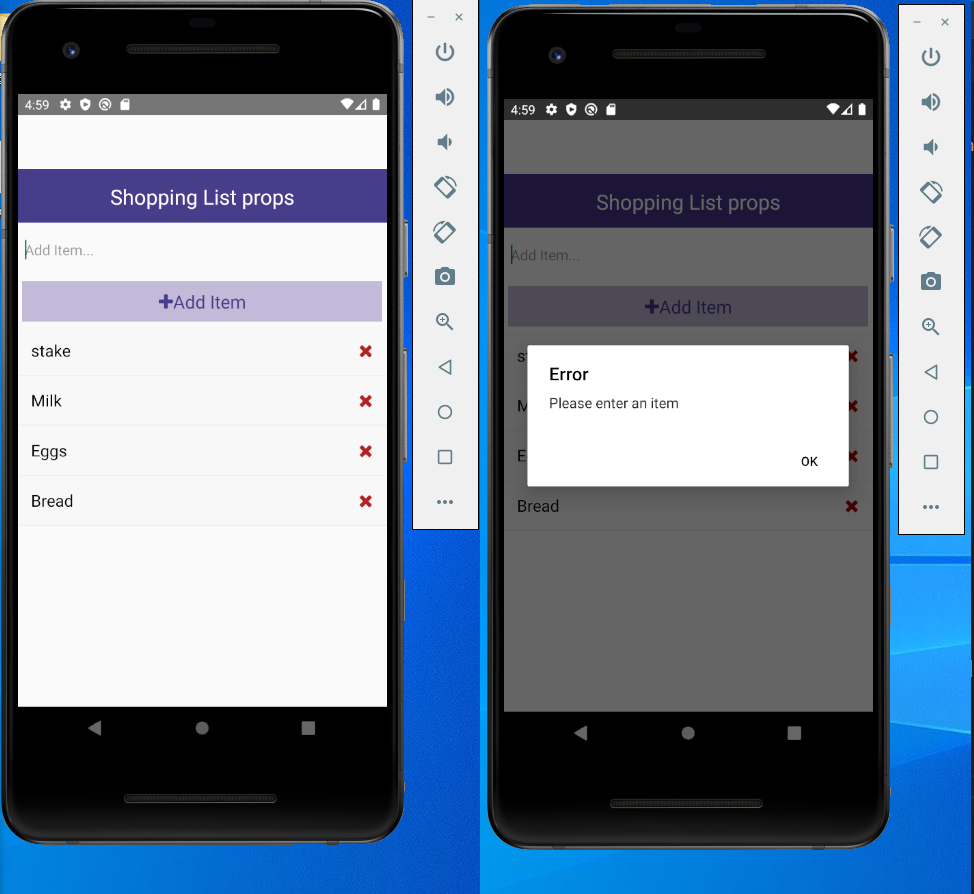 4:59
Shopping List props
Add Item...
+Add Item
stake
Milk
Eggs
Bread
4:59
Shopping List props
Add Item...
+Add Item
s
Error
Please enter an item
M
E
OK
Bread